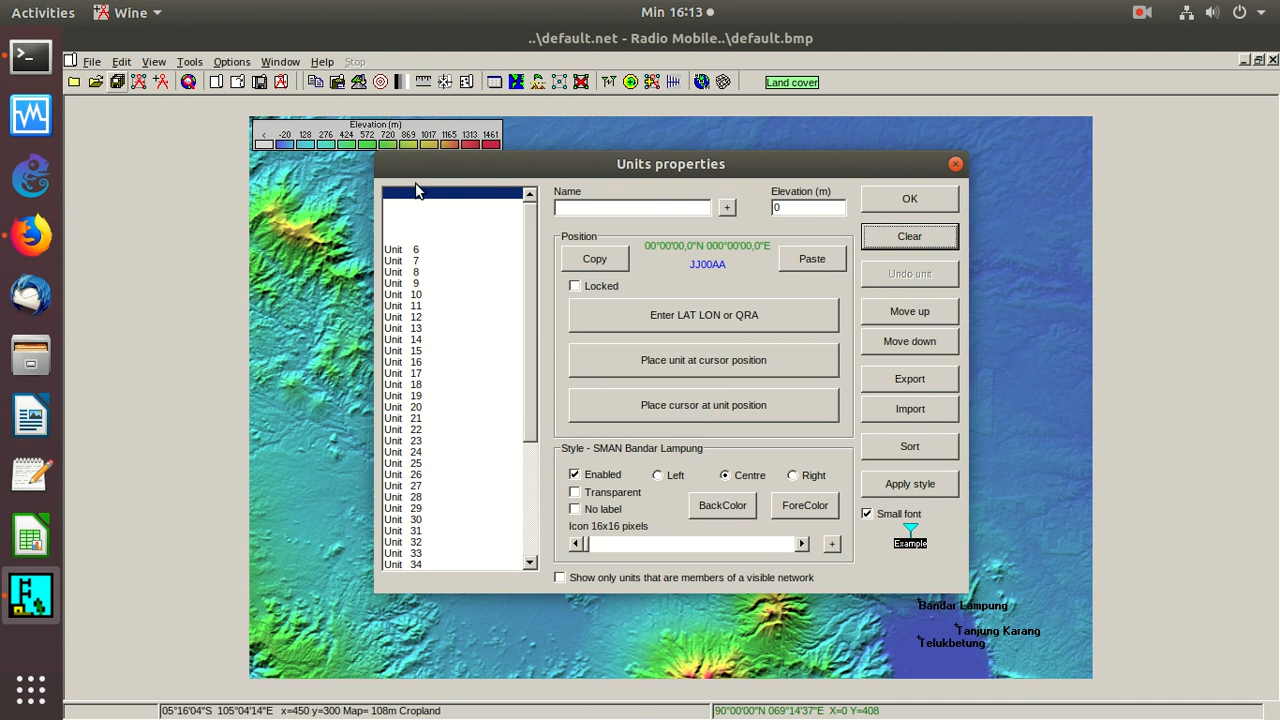 Activities
Wine
Min 16:13
..\default.net - Radio Mobile..\default.bmp
File Edit View Tools Options Window Help Stop
Land cover
Elevation (m)
< -20 128 276 424 572 720 869 1017 1165 1313 1461
Units properties
Name
Elevation (m)
+
0
OK
Position
Copy
00°00'00,0"N 000°00'00,0"E
JJ00AA
Paste
Clear
Locked
Undo unit
Enter LAT LON or QRA
Move up
Move down
Place unit at cursor position
Export
Place cursor at unit position
Import
Sort
Style - SMAN Bandar Lampung
Enabled Left Centre Right
Transparent
No label
BackColor
ForeColor
Icon 16x16 pixels
+
Apply style
Small font
Example
Show only units that are members of a visible network
Unit 6
Unit 7
Unit 8
Unit 9
Unit 10
Unit 11
Unit 12
Unit 13
Unit 14
Unit 15
Unit 16
Unit 17
Unit 18
Unit 19
Unit 20
Unit 21
Unit 22
Unit 23
Unit 24
Unit 25
Unit 26
Unit 27
Unit 28
Unit 29
Unit 30
Unit 31
Unit 32
Unit 33
Unit 34
Bandar Lampung
Tanjung Karang
Telukbetung
05°16'04"S 105°04'14"E x=450 y=300 Map= 108m Cropland
90°00'00"N 069°14'37"E X=0 Y=408